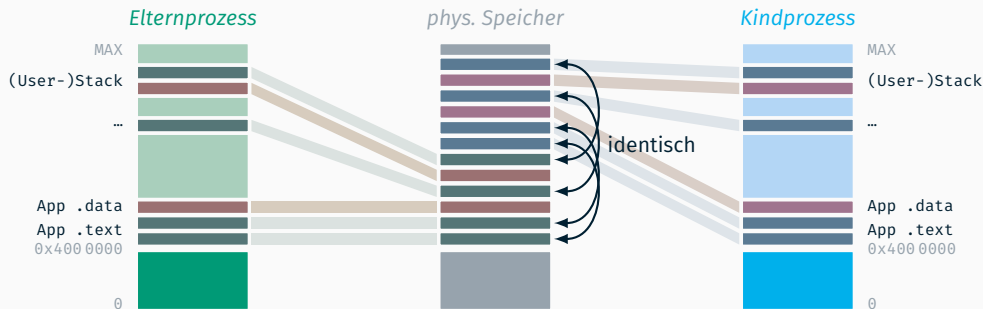 Elternprozess
phys. Speicher
Kindprozess
MAX
MAX
(User-)Stack
(User-)Stack
…
…
identisch
App .data
App .data
App .text
App .text
0x400 0000
0x400 0000
0
0